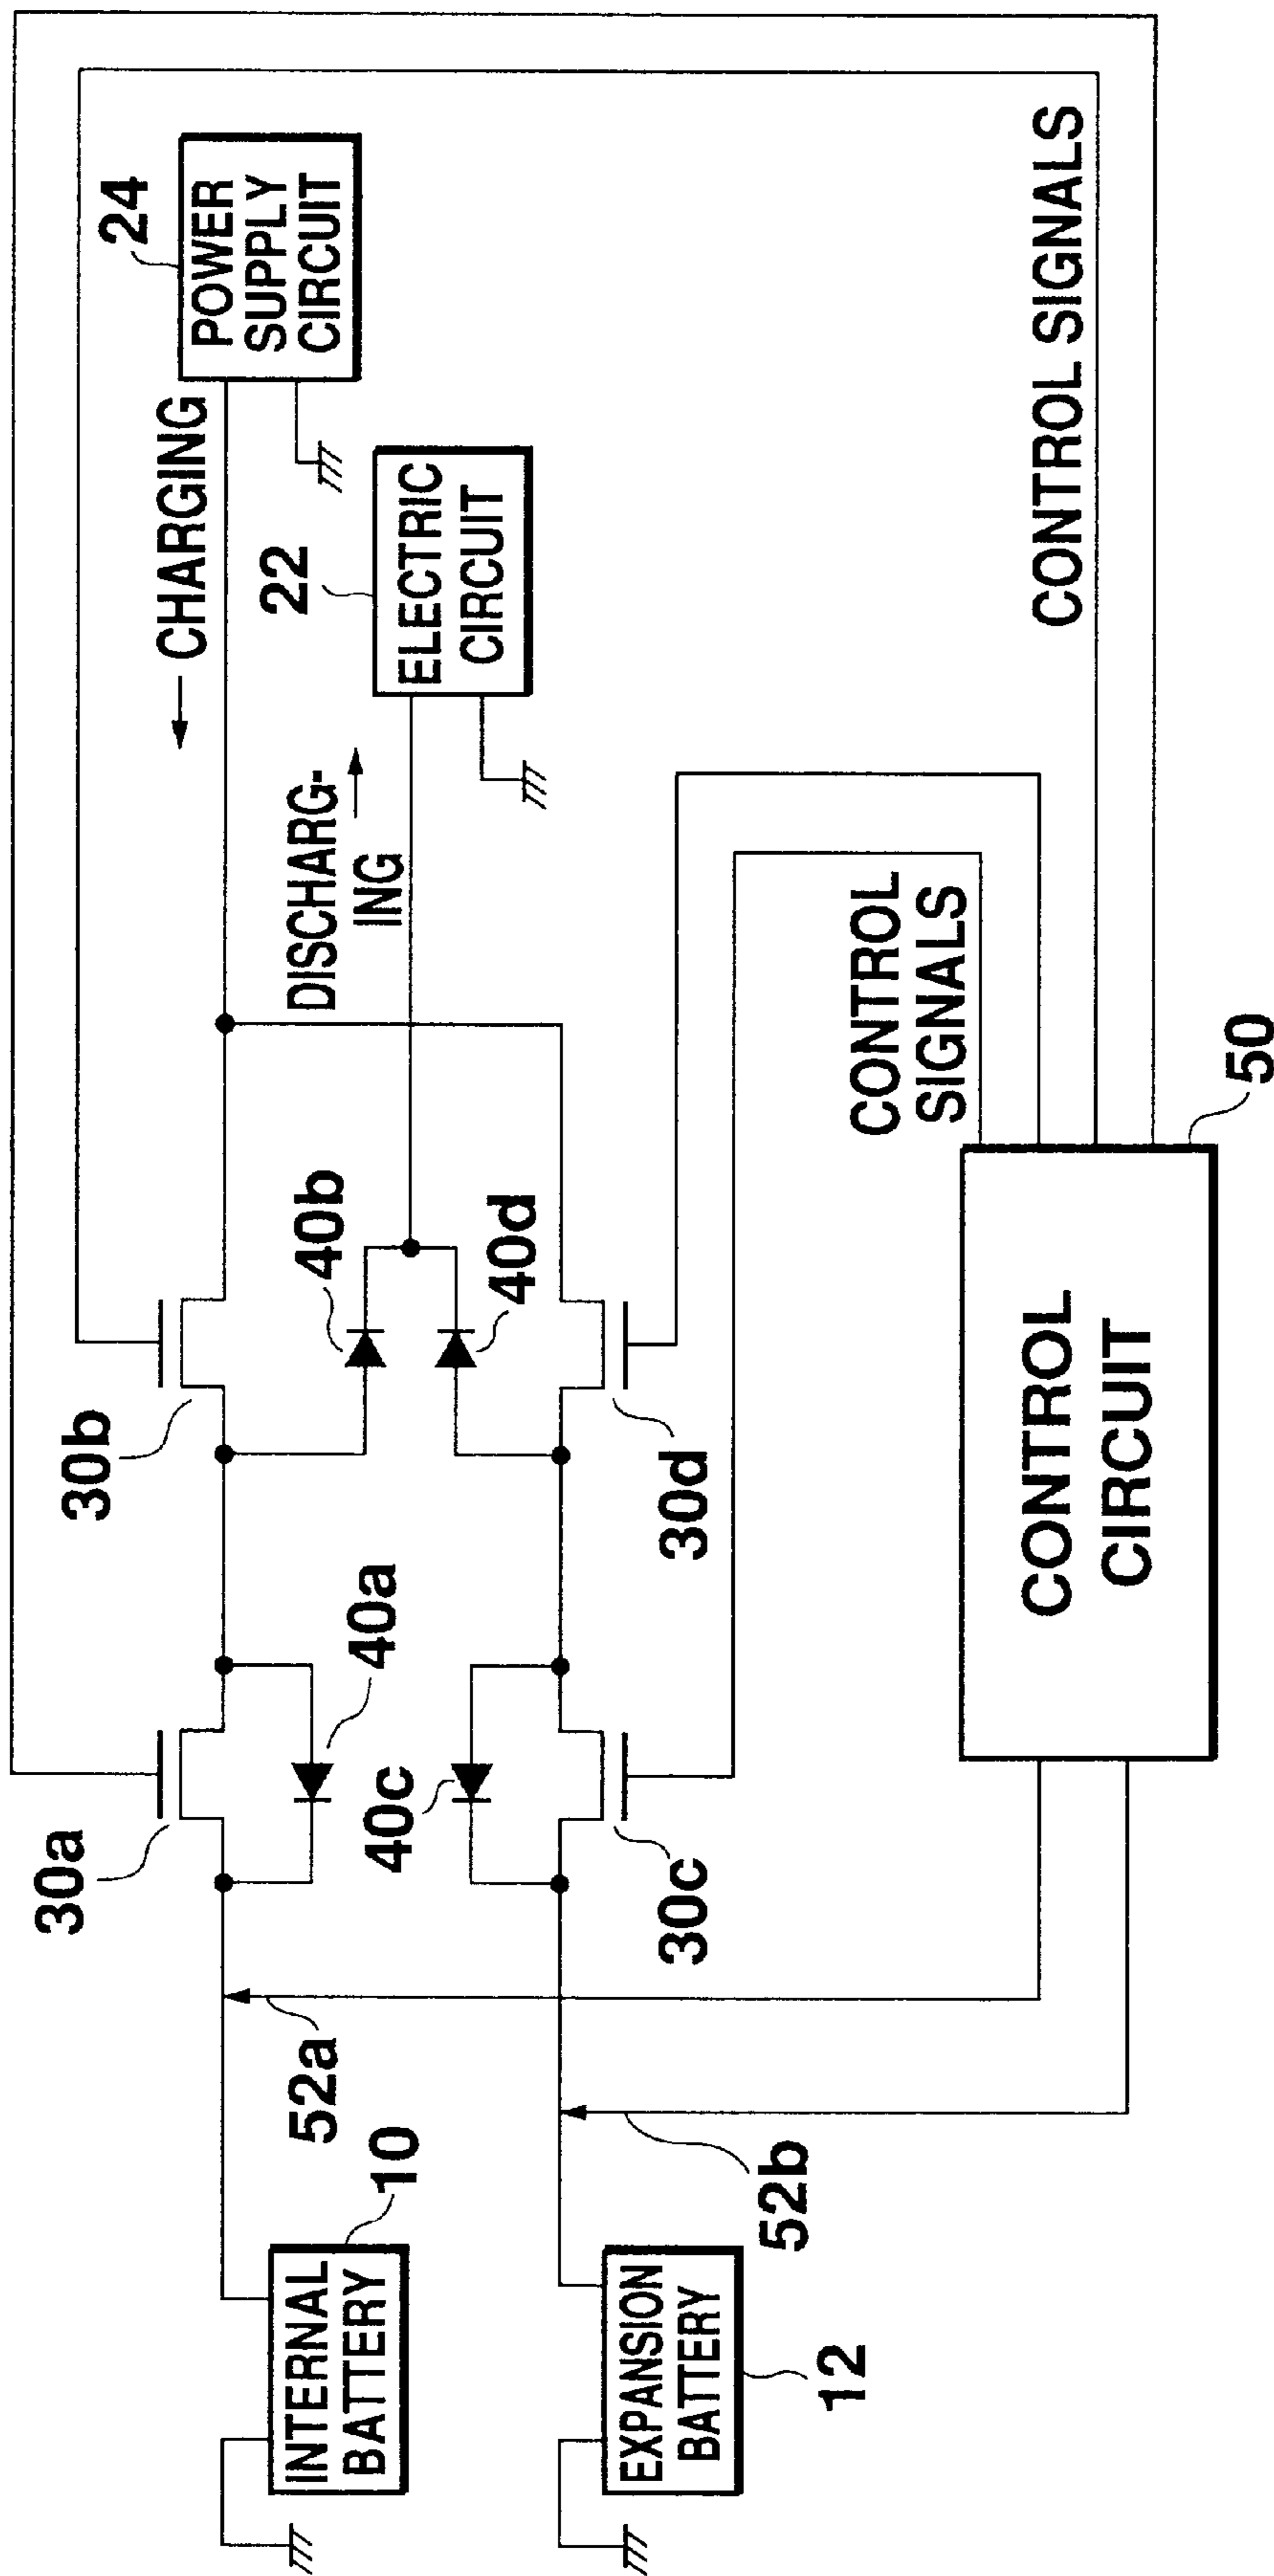 24
POWER
SUPPLY
CIRCUIT
CHARGING
22
ELECTRIC
CIRCUIT
DISCHARG-
ING
CONTROL SIGNALS
CONTROL
SIGNALS
30b
40b
40d
30d
30a
40a
40c
30c
50
CONTROL
CIRCUIT
52a
52b
10
INTERNAL
BATTERY
12
EXPANSION
BATTERY